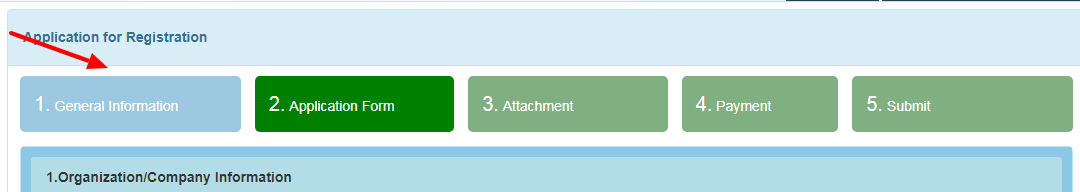 Application for Registration
1. General Information
2. Application Form
3. Attachment
4. Payment
5. Submit
1.Organization/Company Information